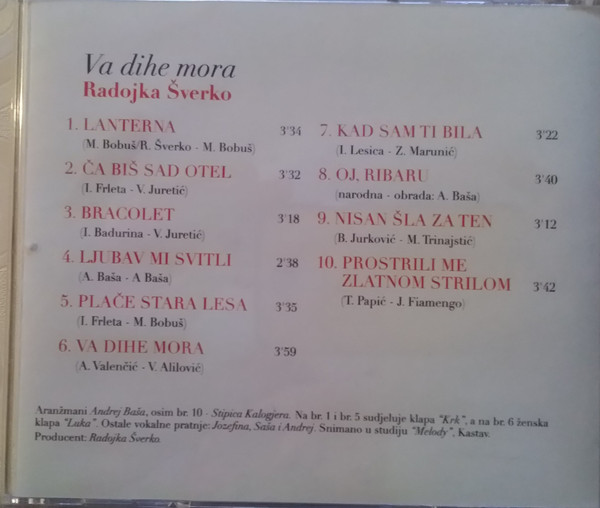 Va dihe mora
Radojka Šverko
1. LANTERNA 3'34
(M. Bobuš/R. Šverko - M. Bobuš)
2. ČA BIŠ SAD OTEL 3'32
(I. Frleta - V. Juretić)
3. BRACOLET 3'18
(I. Badurina - V. Juretić)
4. LJUBAV MI SVITLI 2'38
(A. Baša - A Baša)
5. PLAČE STARA LESA 3'35
(I. Frleta - M. Bobuš)
6. VA DIHE MORA 3'59
(A. Valenčić - V. Alilović)
7. KAD SAM TI BILA 3'22
(I. Lesica - Z. Marunić)
8. OJ, RIBARU 3'40
(narodna - obrada: A. Baša)
9. NISAN ŠLA ZA TEN 3'12
(B. Jurković - M. Trinajstić)
10. PROSTRILI ME
ZLATNOM STRILOM 3'42
(T. Papić - J. Fiamengo)
Aranžmani Andrej Baša, osim br. 10 - Stipica Kalogjera. Na br. 1 i br. 5 sudjeluje klapa "Krk", a na br. 6 ženska
klapa "Luka". Ostale vokalne pratnje: Jozefina, Saša i Andrej. Snimano u studiju "Melody", Kastav.
Producent: Radojka Šverko